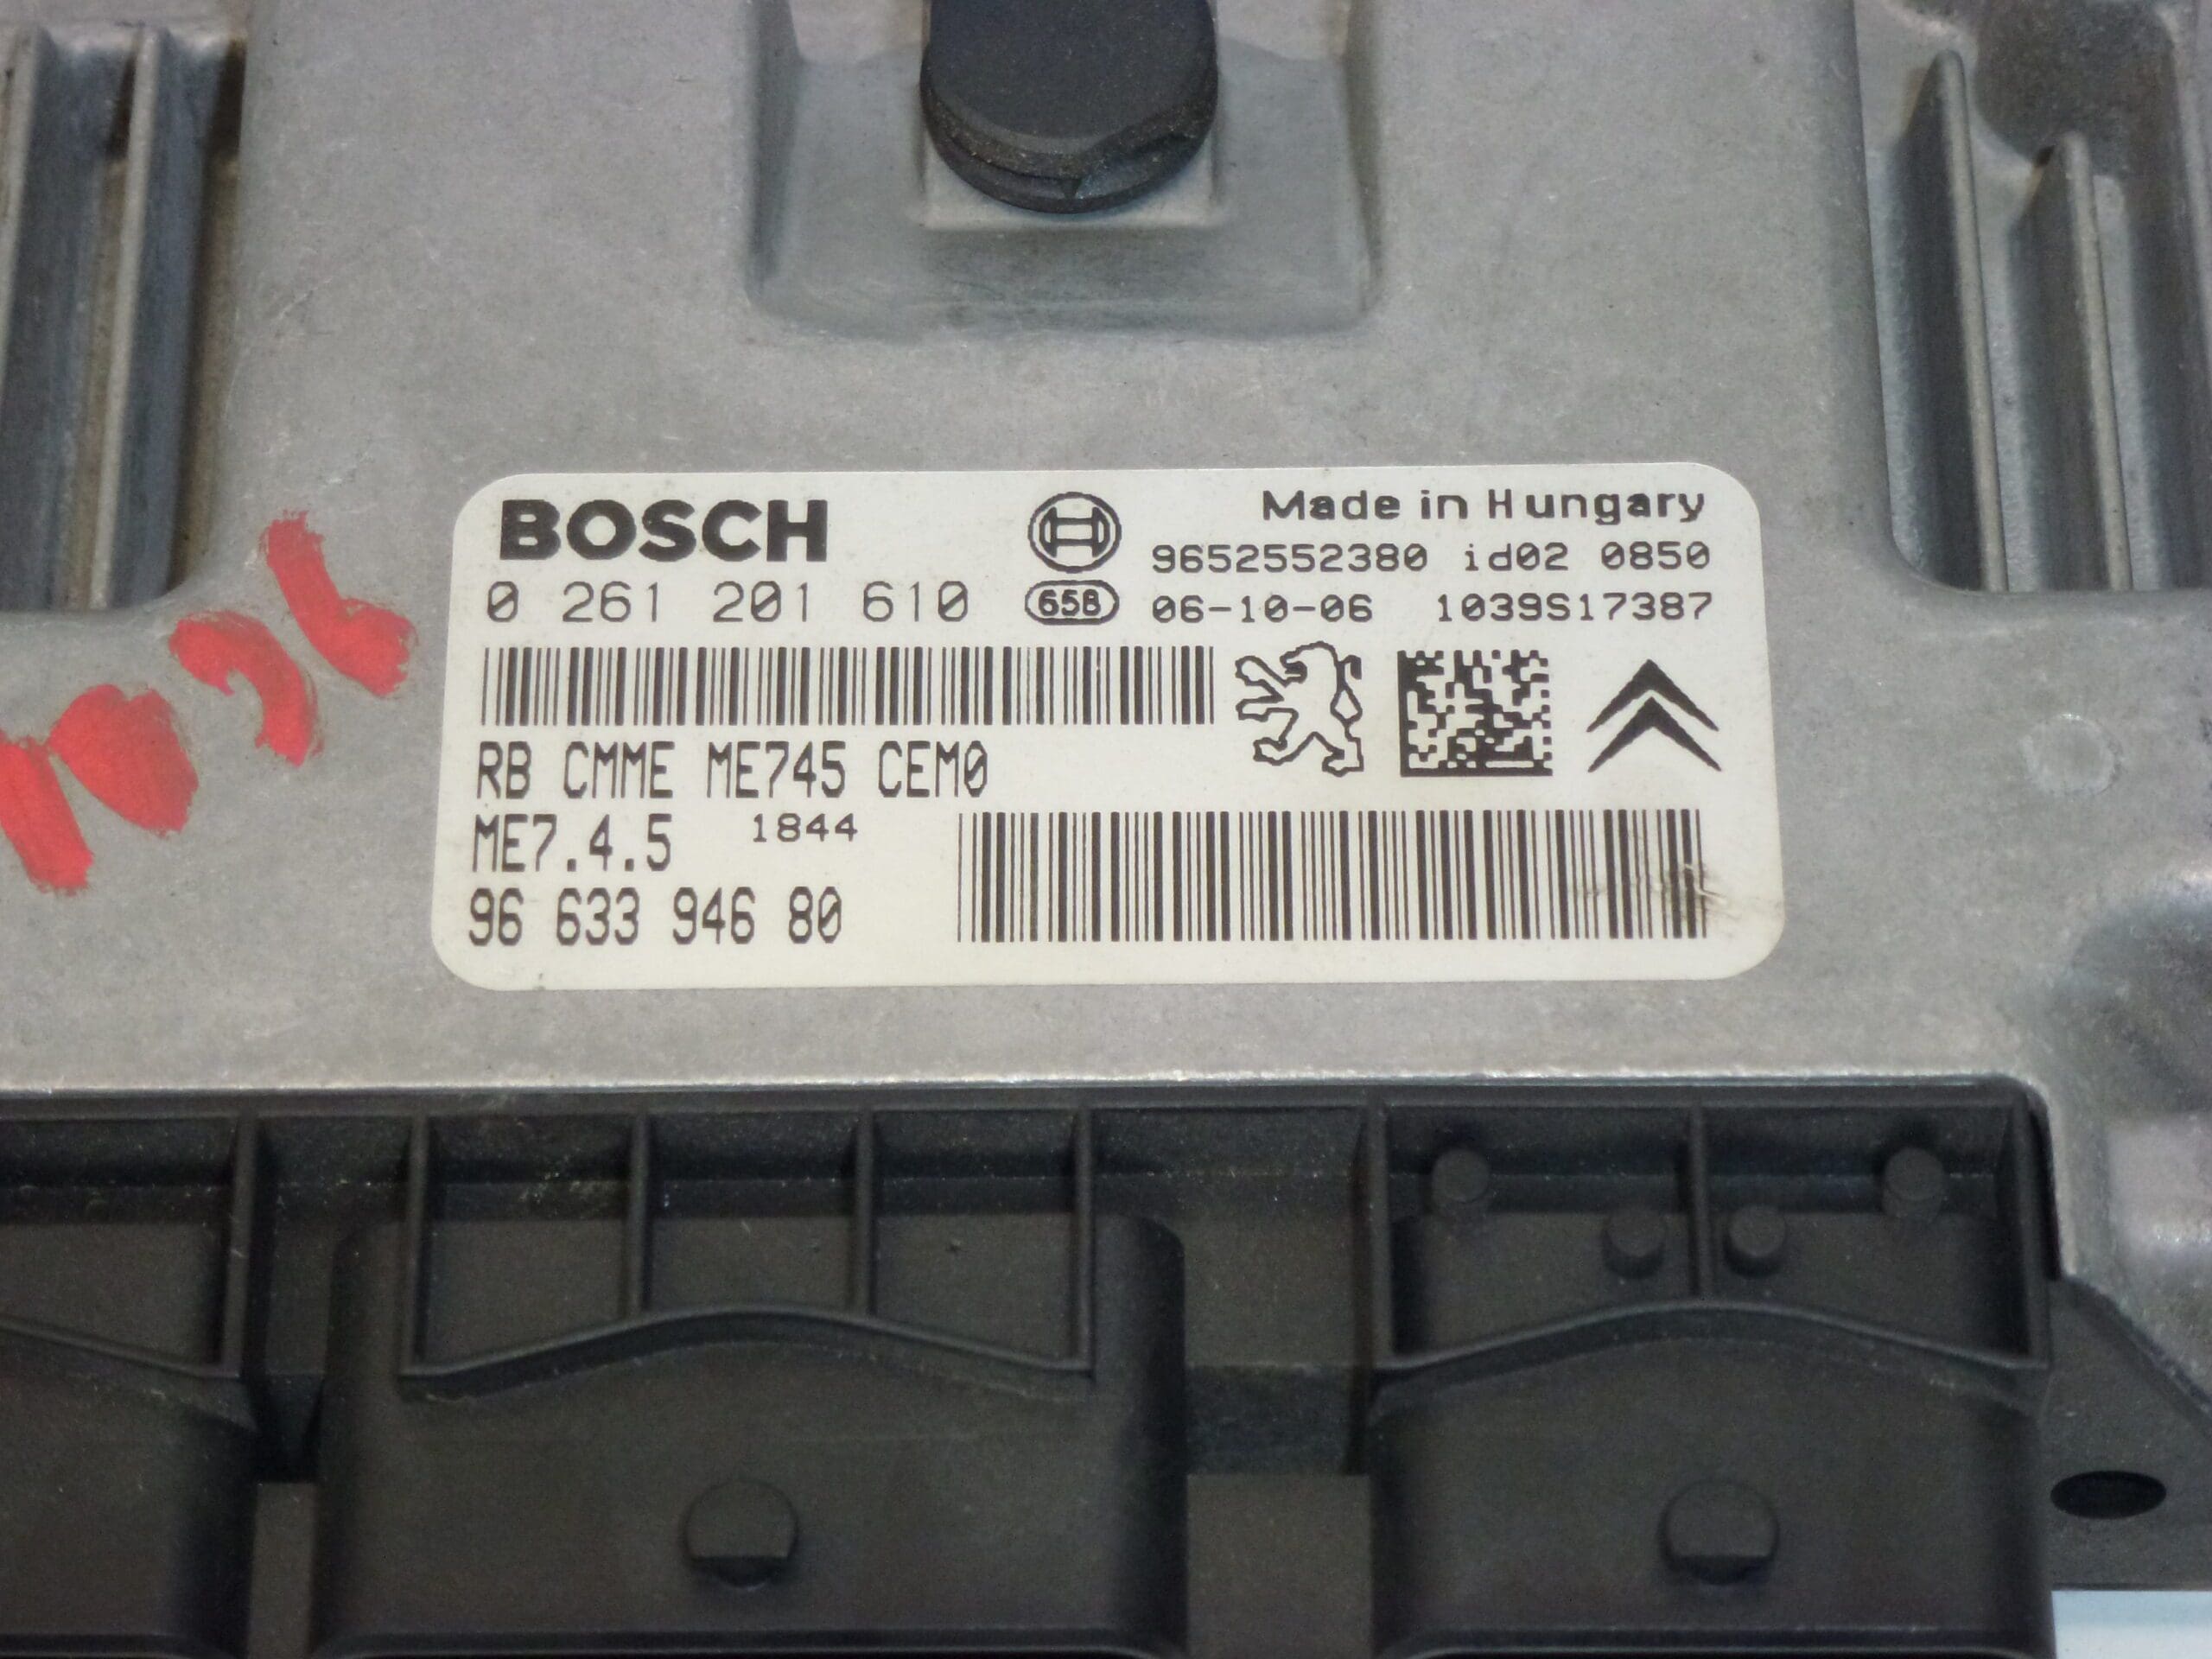 BOSCH
Made in Hungary
9652552380 id02 0850
0 261 201 610
658
06-10-06 1039S17387
RB CMME ME745 CEM0
ME7.4.5 1844
96 633 946 80